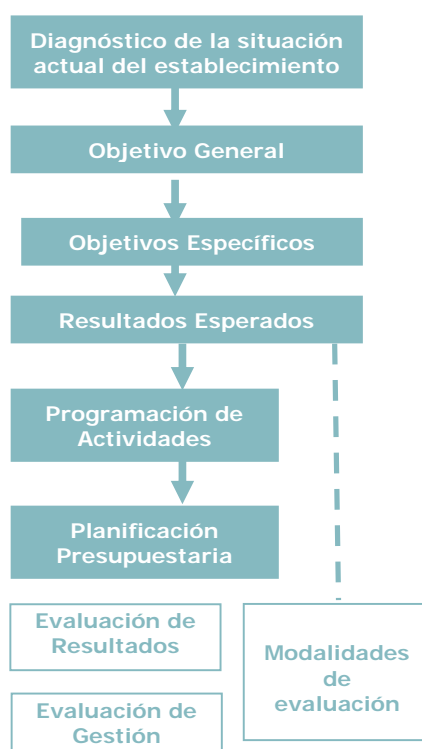 Diagnóstico de la situación
actual del establecimiento
Objetivo General
Objetivos Específicos
Resultados Esperados
Programación de
Actividades
Planificación
Presupuestaria
Evaluación de
Resultados
Modalidades
de
evaluación
Evaluación de
Gestión